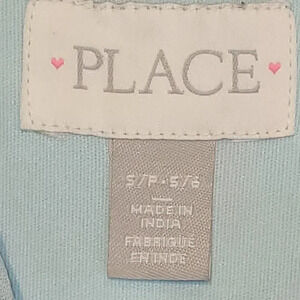 PLACE
S/P • 5/6
MADE IN
INDIA
FABRIQUÉ
EN INDE